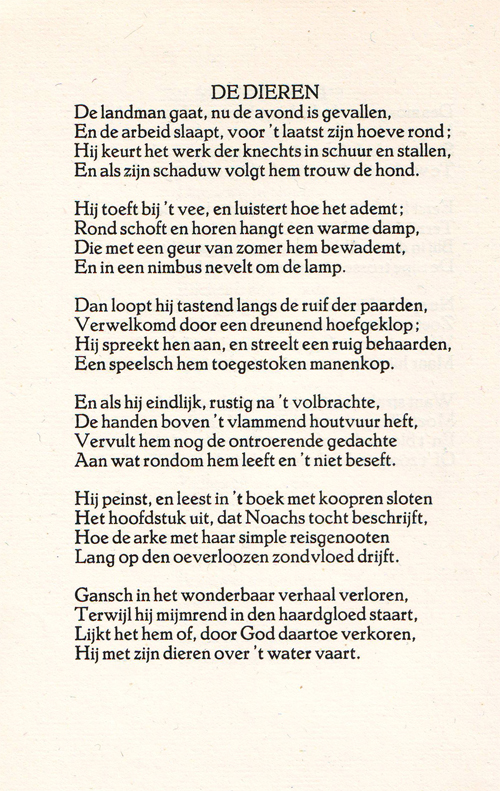 DE DIEREN
De landman gaat, nu de avond is gevallen,
En de arbeid slaapt, voor 't laatst zijn hoeve rond;
Hij keurt het werk der knechts in schuur en stallen,
En als zijn schaduw volgt hem trouw de hond.
Hij toeft bij 't vee, en luistert hoe het ademt;
Rond schoft en horen hangt een warme damp,
Die met een geur van zomer hem bewademt,
En in een nimbus nevelt om de lamp.
Dan loopt hij tastend langs de ruif der paarden,
Verwelkomd door een dreunend hoefgeklop;
Hij spreekt hen aan, en streelt een ruig behaarden,
Een speelsch hem toegestoken manenkop.
En als hij eindlijk, rustig na 't volbrachte,
De handen boven 't vlammend houtvuur heft,
Vervult hem nog de ontroerende gedachte
Aan wat rondom hem leeft en 't niet beseft.
Hij peinst, en leest in 't boek met koopren sloten
Het hoofdstuk uit, dat Noachs tocht beschrijft,
Hoe de arke met haar simple reisgenooten
Lang op den oeverloozen zondvloed drijft.
Gansch in het wonderbaar verhaal verloren,
Terwijl hij mijmrend in den haardgloed staart,
Lijkt het hem of, door God daartoe verkoren,
Hij met zijn dieren over 't water vaart.